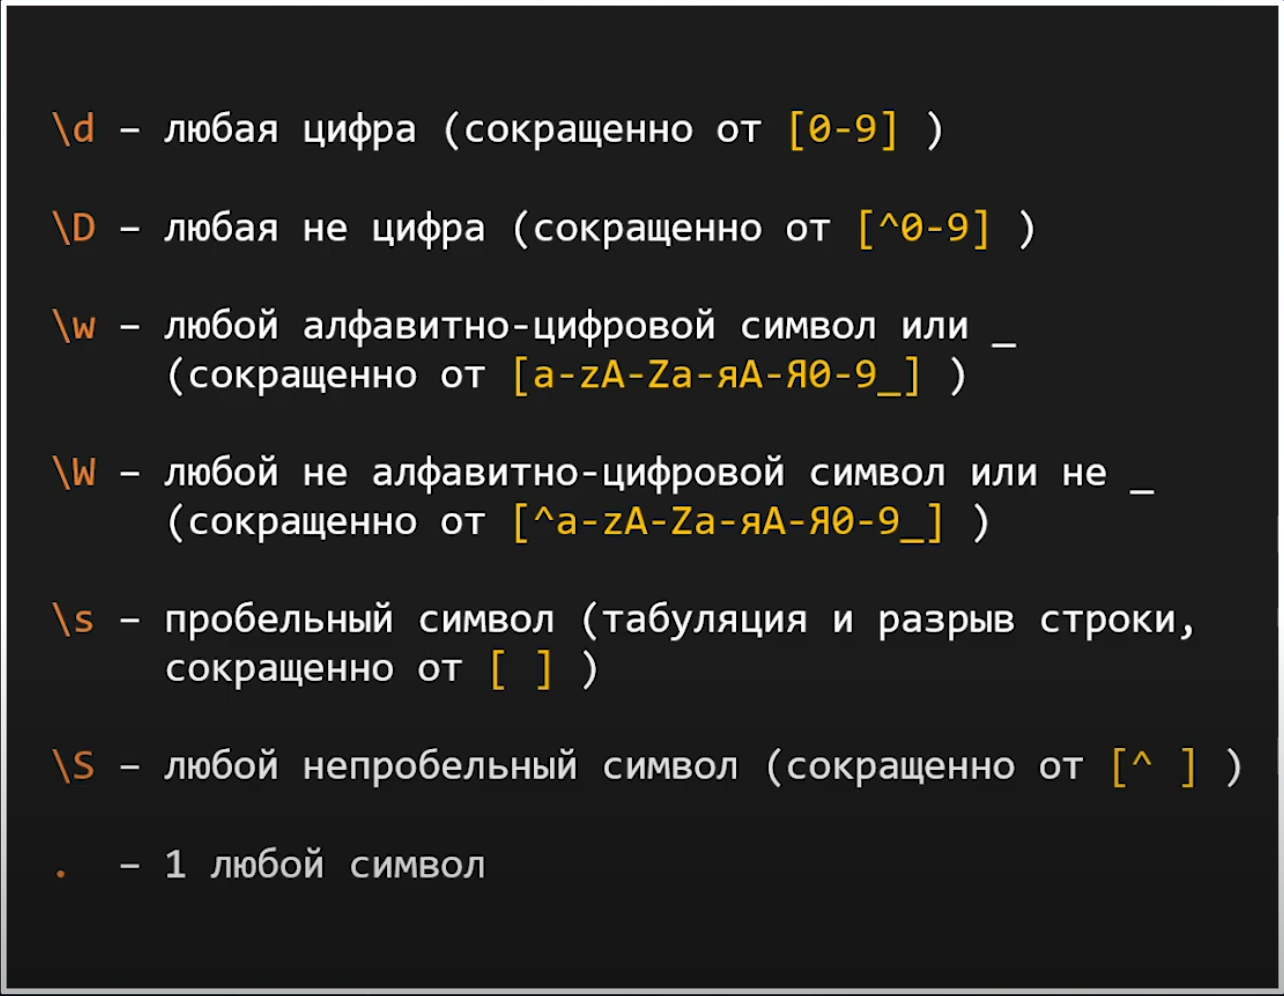 \d – любая цифра (сокращенно от [0-9] )
\D – любая не цифра (сокращенно от [^0-9] )
\w – любой алфавитно-цифровой символ или _
(сокращенно от [a-zA-Zа-яА-Я0-9_] )
\W – любой не алфавитно-цифровой символ или не _
(сокращенно от [^a-zA-Zа-яА-Я0-9_] )
\s – пробельный символ (табуляция и разрыв строки,
сокращенно от [ ] )
\S – любой непробельный символ (сокращенно от [^ ] )
. – 1 любой символ